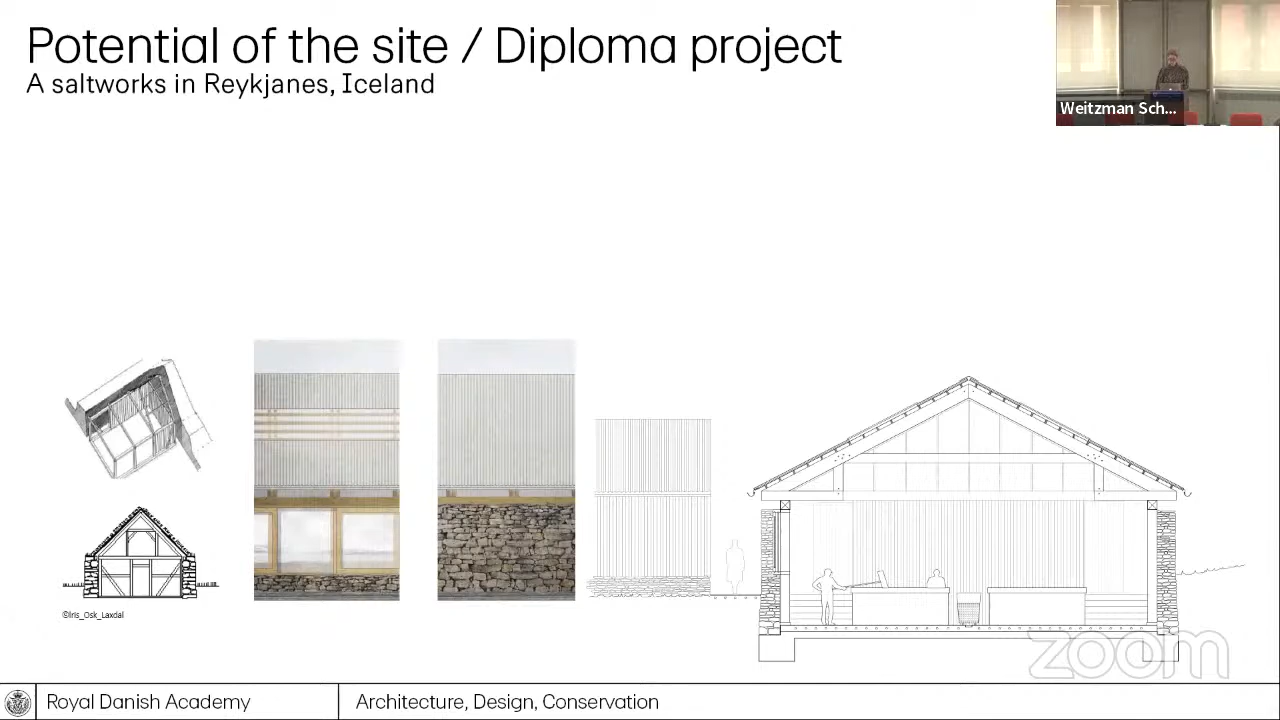 Potential of the site / Diploma project
A saltworks in Reykjanes, Iceland
Weitzman Sch...
©Iris_Osk_Laxdal
zoom
Royal Danish Academy
Architecture, Design, Conservation